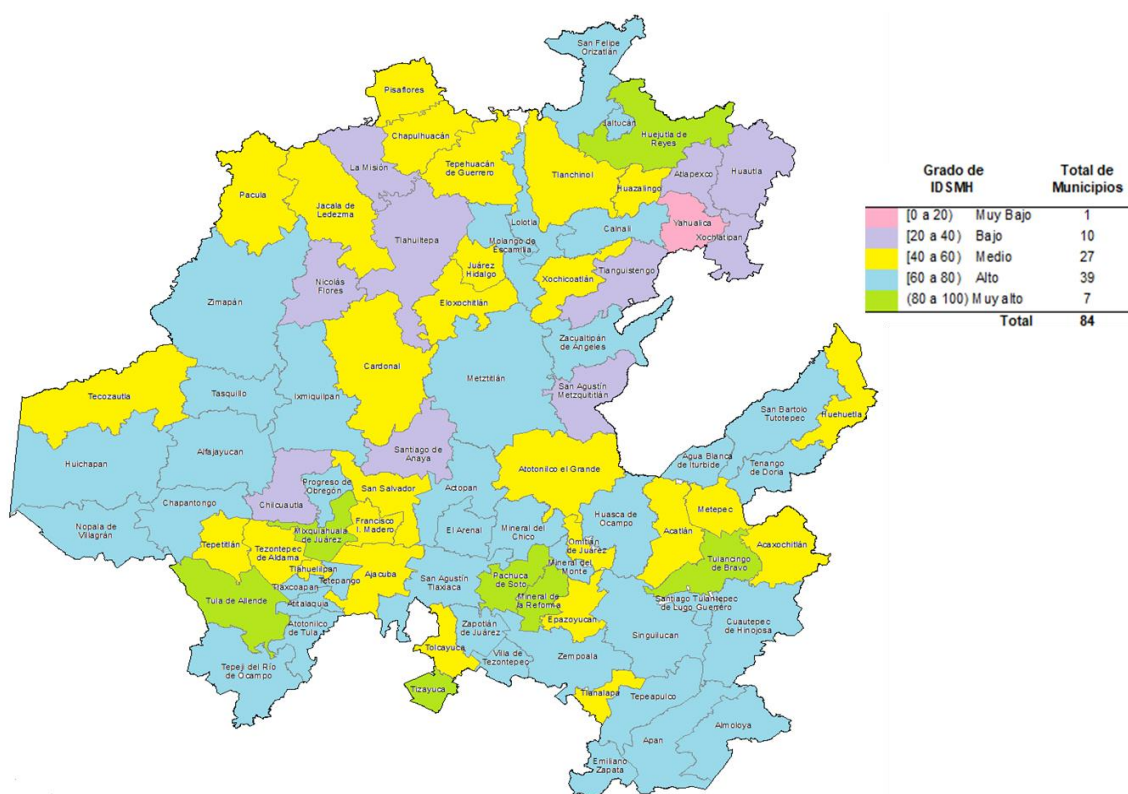 San Felipe
Orizatlán
Pisaflores
Jaltocán
Huejutla de
Reyes
Chapulhuacán
La Misión
Tepehuacán
de Guerrero
Tlanchinol
Huazalingo
Atlapexco
Huautla
Pacula
Jacala de
Ledezma
Yahualica
Xochiatipan
Lolotla
Molango de
Escamilla
Calnali
Tlahuiltepa
Juárez
Hidalgo
Xochicoatlán
Tianguistengo
Nicolás
Flores
Eloxochitlán
Zimapán
Zacualtipán
de Ángeles
Cardonal
Metztitlán
San Agustín
Metzquititlán
Tecozautla
Tasquillo
Ixmiquilpan
San Bartolo
Tutotepec
Huehuetla
Huichapan
Alfajayucan
Santiago de
Anaya
Agua Blanca
de Iturbide
Tenango
de Doria
Atotonilco el Grande
Chapantongo
Chilcuautla
Progreso de
Obregón
San Salvador
Actopan
Nopala de
Villagrán
Mixquiahuala
de Juárez
Francisco
I. Madero
El Arenal
Mineral del
Chico
Huasca de
Ocampo
Acatlán
Metepec
Acaxochitlán
Tepetitlán
Tezontepec
de Aldama
Omitlán
de Juárez
Mineral del
Monte
Tulancingo
de Bravo
Tlahuelilpan
Tetepango
Ajacuba
San Agustín
Tlaxiaca
Pachuca
de Soto
Mineral de
la Reforma
Tula de Allende
Tlaxcoapan
Atitalaquia
Atotonilco
de Tula
Epazoyucan
Santiago Tulantepec
de Lugo Guerrero
Cuautepec
de Hinojosa
Singuilucan
Zapotlán
de Juárez
Tolcayuca
Villa de
Tezontepec
Zempoala
Tepeji del Río
de Ocampo
Tizayuca
Tlanalapa
Tepeapulco
Apan
Almoloya
Emiliano
Zapata
Grado de IDSMH Total de Municipios
[0 a 20) Muy Bajo 1
[20 a 40) Bajo 10
[40 a 60) Medio 27
[60 a 80) Alto 39
(80 a 100) Muy alto 7
Total 84